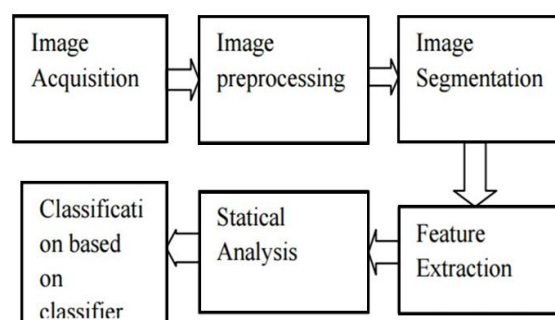 Image
Acquisition
Image
preprocessing
Image
Segmentation
Feature
Extraction
Statical
Analysis
Classificati
on based
on
classifier